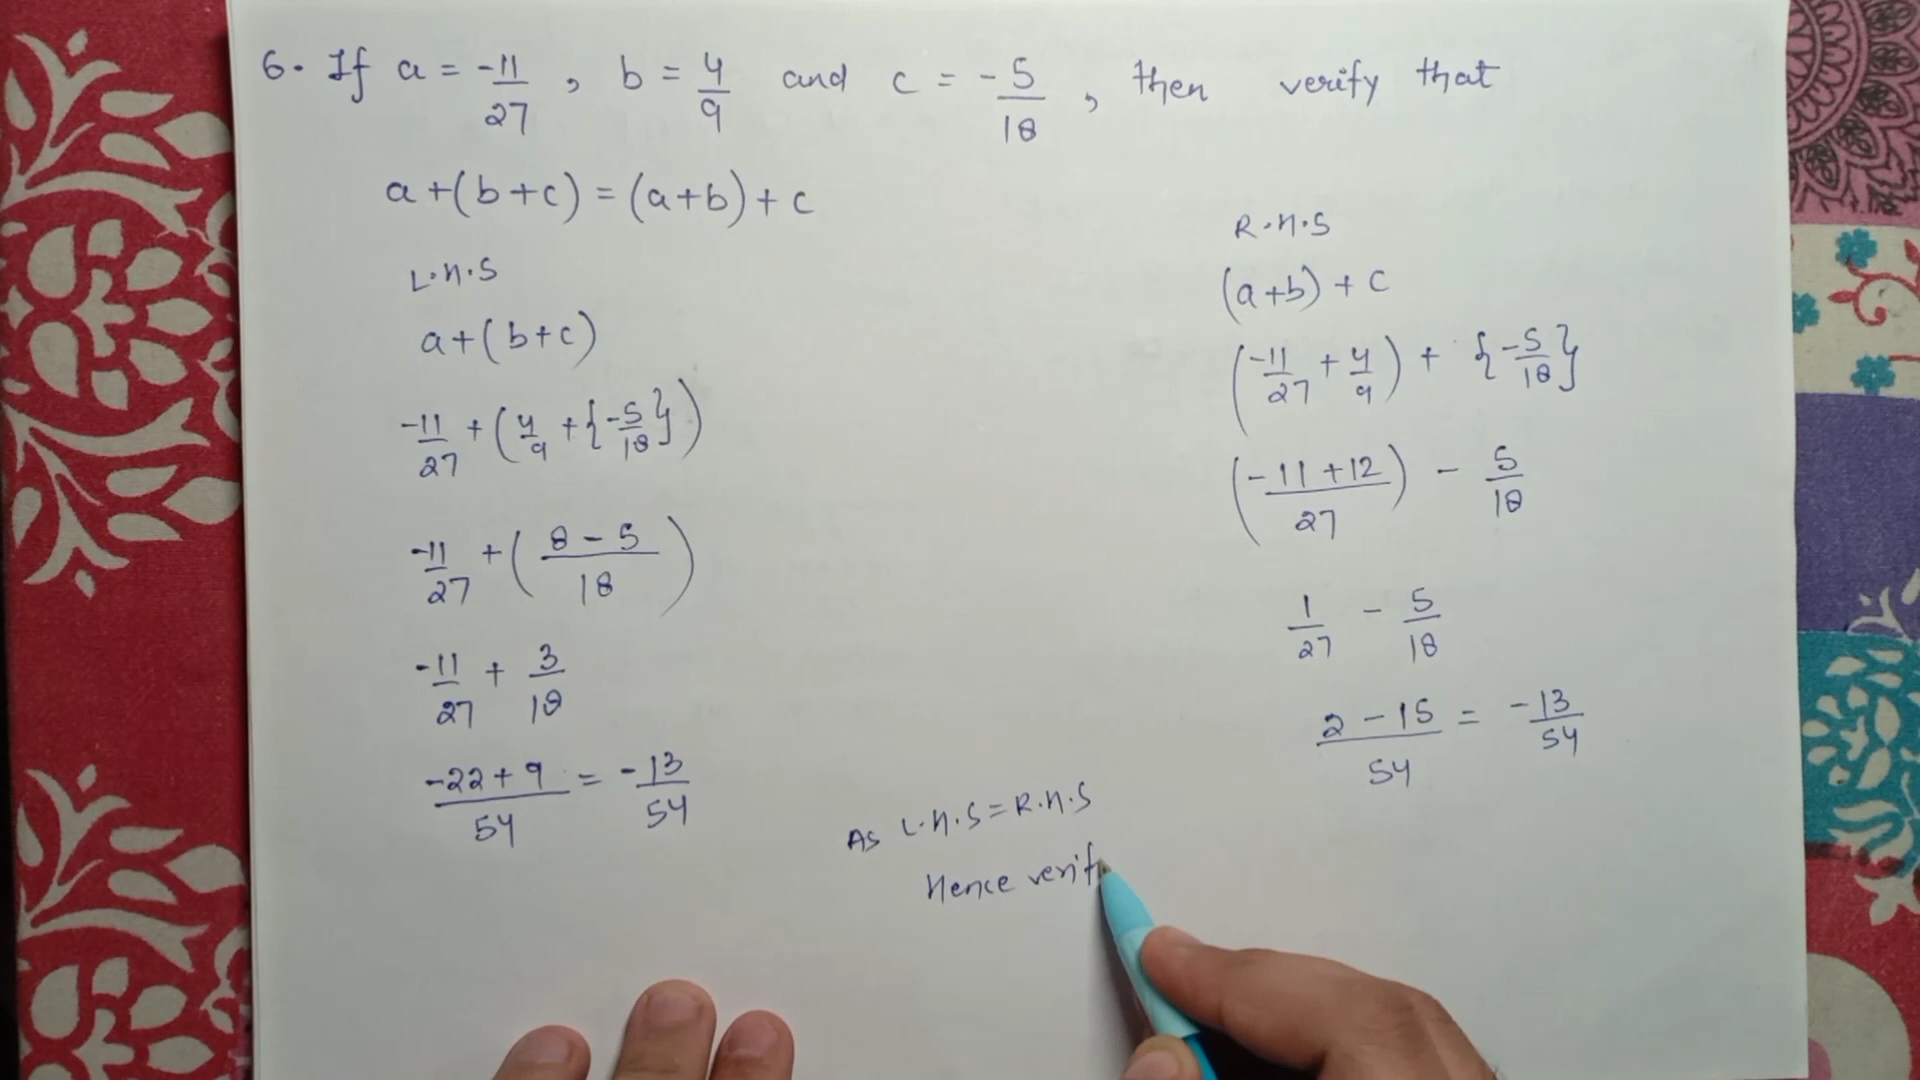 6. If a = -11/27, b = 4/9 and c = -5/18, then verify that
a+(b+c) = (a+b)+c
L.H.S
a+(b+c)
-11/27 + (4/9 + {-5/18})
-11/27 + (8-5/18)
-11/27 + 3/18
-22+9/54 = -13/54
R.H.S
(a+b)+c
(-11/27 + 4/9) + {-5/18}
(-11+12/27) - 5/18
1/27 - 5/18
2-15/54 = -13/54
As L.H.S = R.H.S
Hence verif